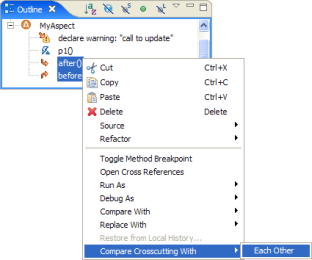 Outline
MyAspect
declare warning: "call to update"
p1()
after()
before
Cut Ctrl+X
Copy Ctrl+C
Paste Ctrl+V
Delete Delete
Source
Refactor
Toggle Method Breakpoint
Open Cross References
Run As
Debug As
Compare With
Replace With
Restore from Local History...
Compare Crosscutting With
Each Other